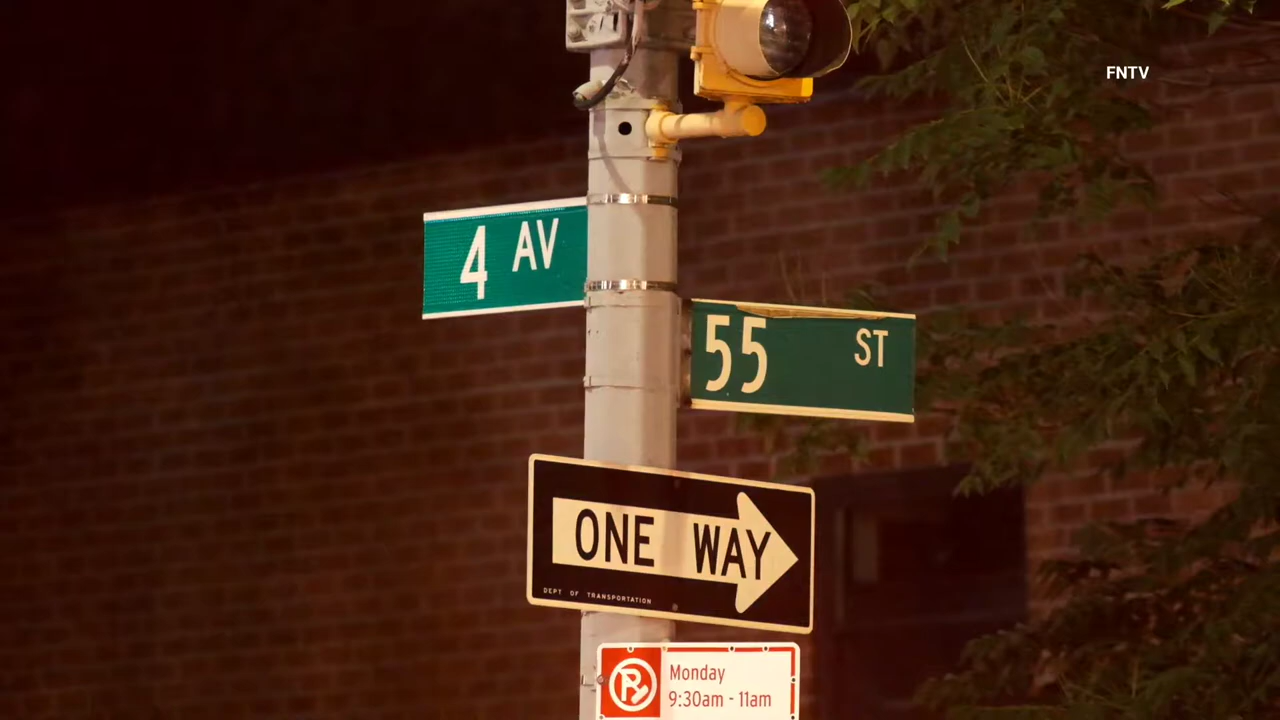 FNTV
4 AV
55 ST
ONE WAY
DEPT OF TRANSPORTATION
Monday
9:30am - 11am